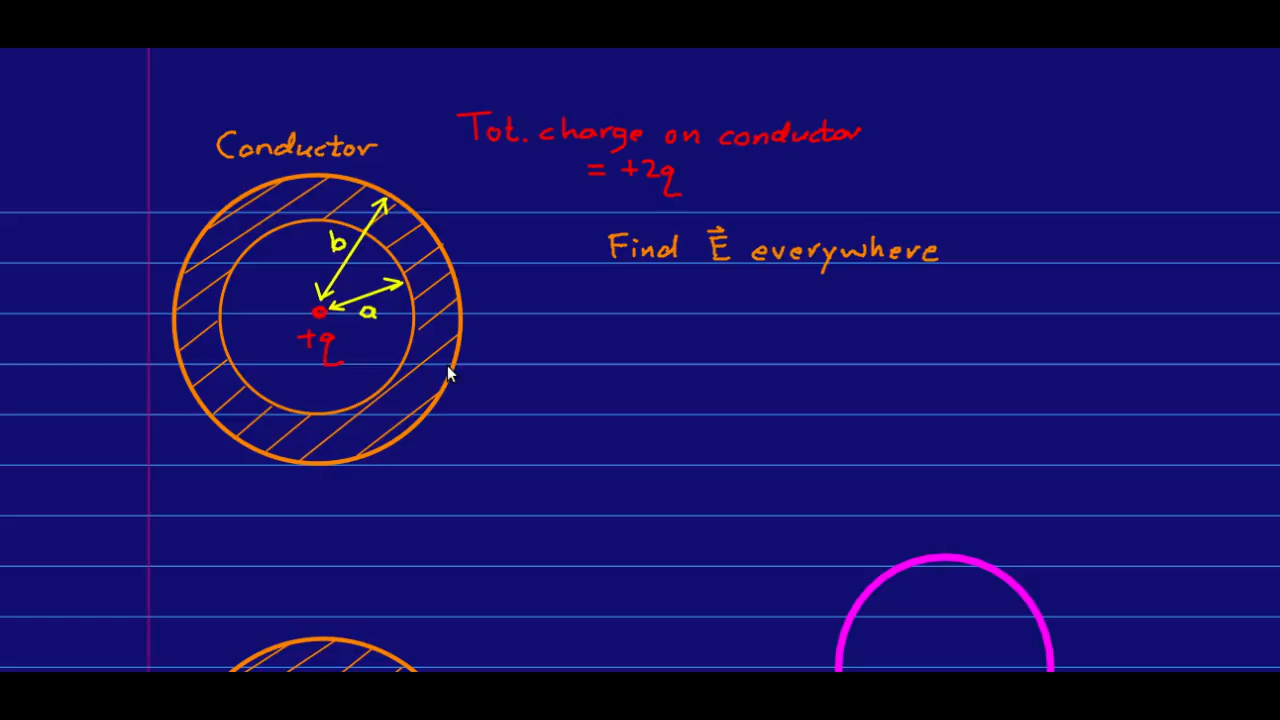 Conductor
Tot. charge on conductor
= +2q
Find E⃗ everywhere
b
a
+q